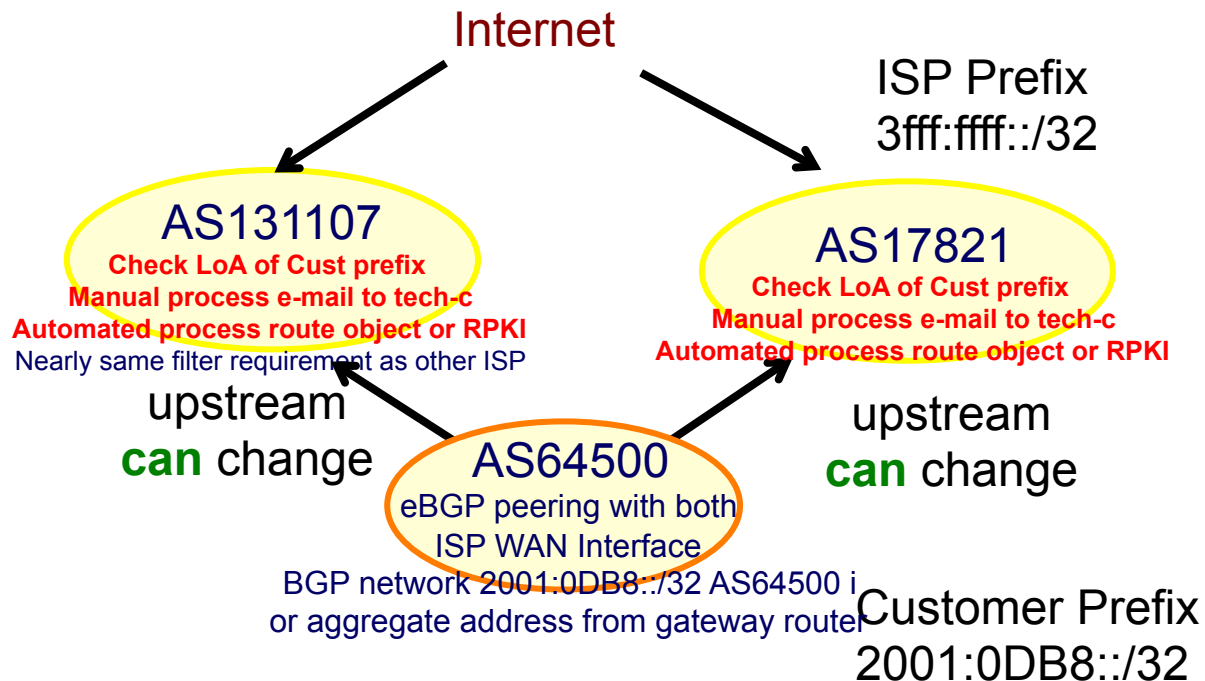 Internet
ISP Prefix
3fff:ffff::/32
AS131107
Check LoA of Cust prefix
Manual process e-mail to tech-c
Automated process route object or RPKI
Nearly same filter requirement as other ISP
upstream
can change
AS17821
Check LoA of Cust prefix
Manual process e-mail to tech-c
Automated process route object or RPKI
upstream
can change
AS64500
eBGP peering with both
ISP WAN Interface
BGP network 2001:0DB8::/32 AS64500 i
or aggregate address from gateway router
Customer Prefix
2001:0DB8::/32